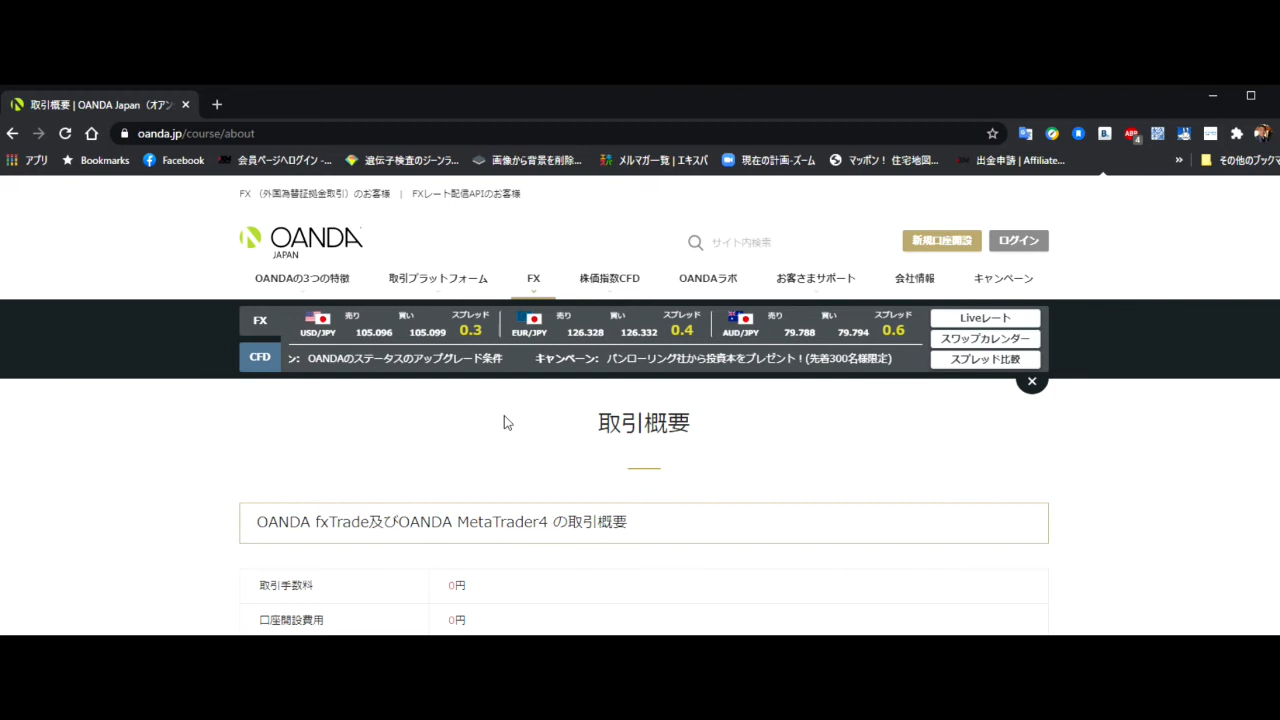 取引概要 | OANDA Japan（オアン
oanda.jp/course/about
アプリ Bookmarks Facebook 会員ページへログイン -... 遺伝子検査のジーンラ... 画像から背景を削除... メルマガ一覧 | エキスパ 現在の計画-ズーム マッポン！ 住宅地図... 出金申請 | Affiliate... » その他のブックマ
FX （外国為替証拠金取引）のお客様 | FXレート配信APIのお客様
OANDA
JAPAN
サイト内検索
新規口座開設 ログイン
OANDAの3つの特徴 取引プラットフォーム FX 株価指数CFD OANDAラボ お客さまサポート 会社情報 キャンペーン
FX
売り 買い スプレッド
USD/JPY 105.096 105.099 0.3
売り 買い スプレッド
EUR/JPY 126.328 126.332 0.4
売り 買い スプレッド
AUD/JPY 79.788 79.794 0.6
Liveレート
スワップカレンダー
スプレッド比較
CFD
ン: OANDAのステータスのアップグレード条件 キャンペーン: パンローリング社から投資本をプレゼント！(先着300名様限定)
取引概要
OANDA fxTrade及びOANDA MetaTrader4 の取引概要
取引手数料 0円
口座開設費用 0円